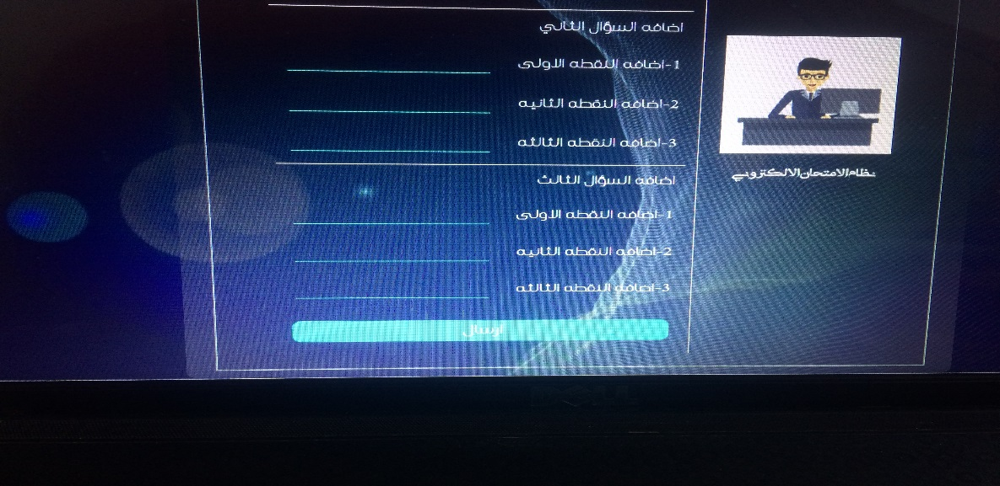 اضافه السؤال الثاني
1-اضافه النقطه الاولى
2-اضافه النقطه الثانيه
3-اضافه النقطه الثالثه
اضافه السؤال الثالث
1-اضافه النقطه الاولى
2-اضافه النقطه الثانيه
3-اضافه النقطه الثالثه
ارسال
نظام الامتحان الالكتروني
DELL